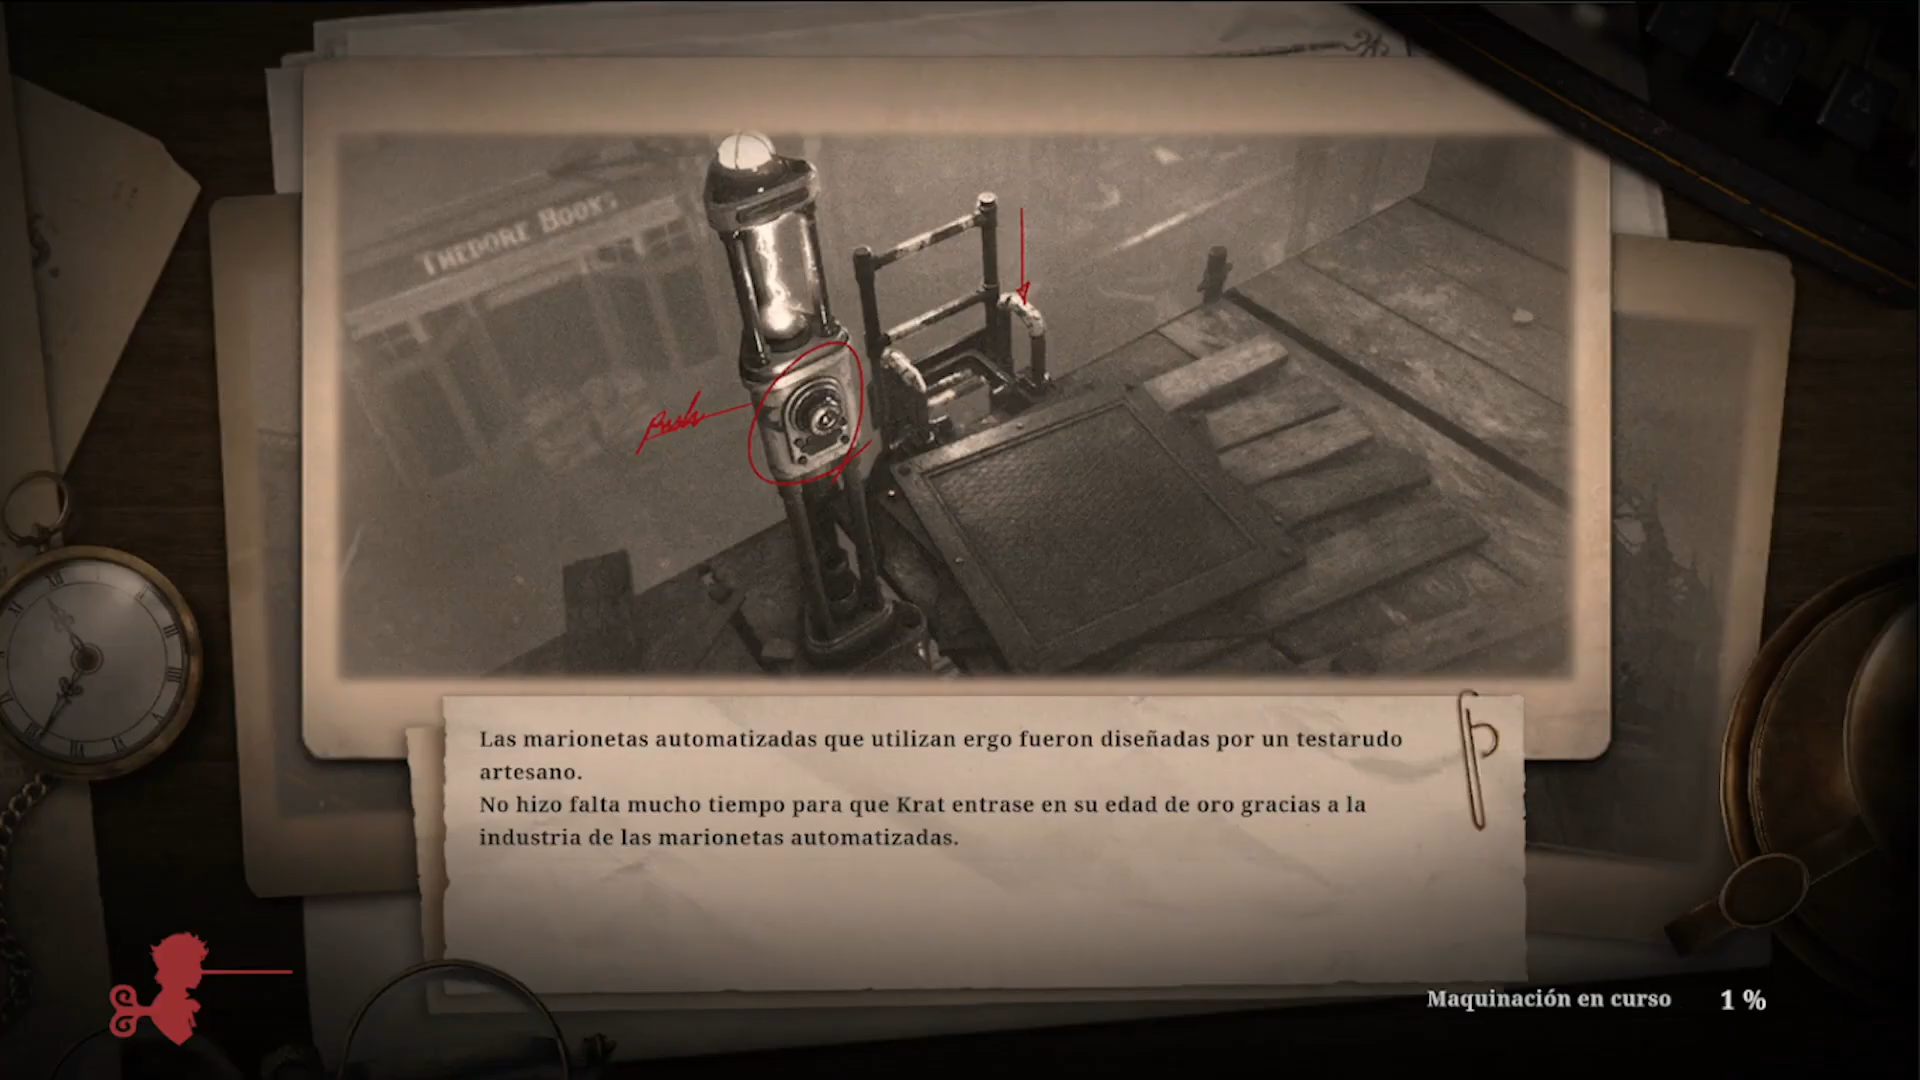 THEDORE BOOKS
Push
Las marionetas automatizadas que utilizan ergo fueron diseñadas por un testarudo
artesano.
No hizo falta mucho tiempo para que Krat entrase en su edad de oro gracias a la
industria de las marionetas automatizadas.
Maquinación en curso 1 %